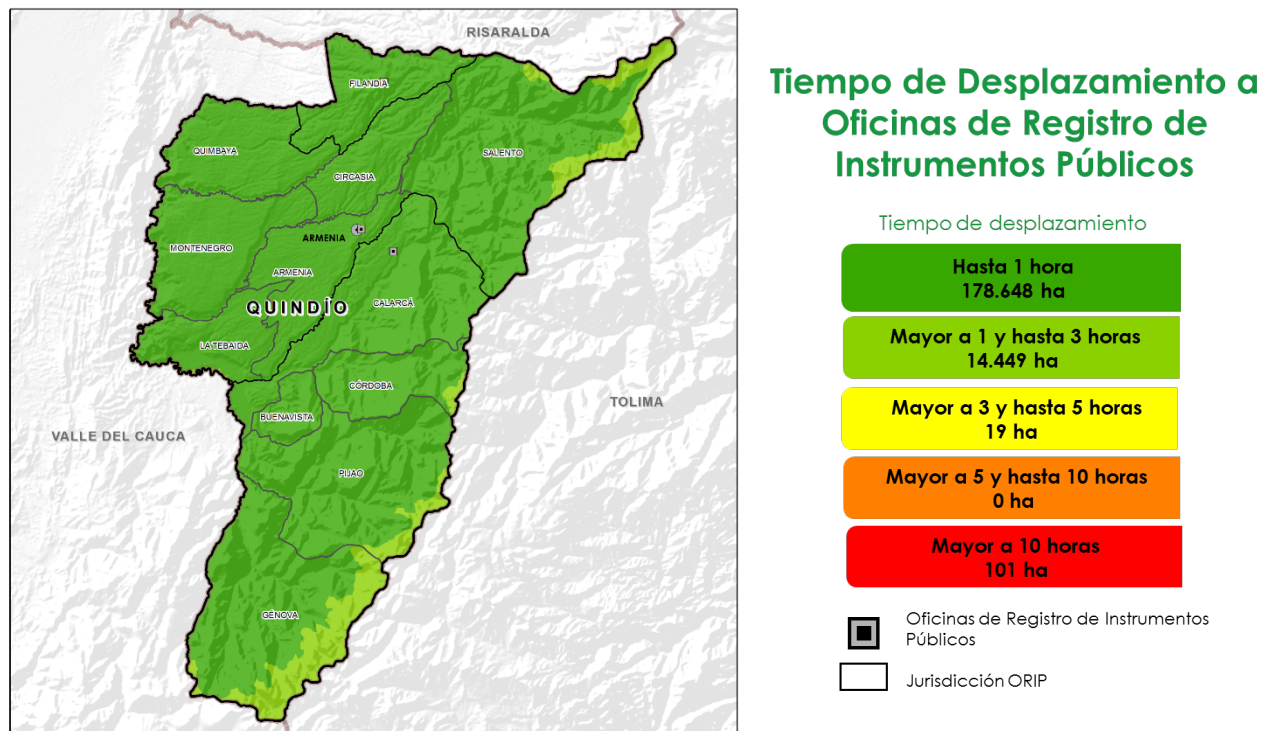 RISARALDA
FILANDIA
QUIMBAYA
SALENTO
CIRCASIA
ARMENIA
MONTENEGRO
ARMENIA
QUINDÍO
CALARCÁ
LA TEBAIDA
CÓRDOBA
TOLIMA
BUENAVISTA
VALLE DEL CAUCA
PIJAO
GÉNOVA
Tiempo de Desplazamiento a
Oficinas de Registro de
Instrumentos Públicos
Tiempo de desplazamiento
Hasta 1 hora
178.648 ha
Mayor a 1 y hasta 3 horas
14.449 ha
Mayor a 3 y hasta 5 horas
19 ha
Mayor a 5 y hasta 10 horas
0 ha
Mayor a 10 horas
101 ha
Oficinas de Registro de Instrumentos
Públicos
Jurisdicción ORIP